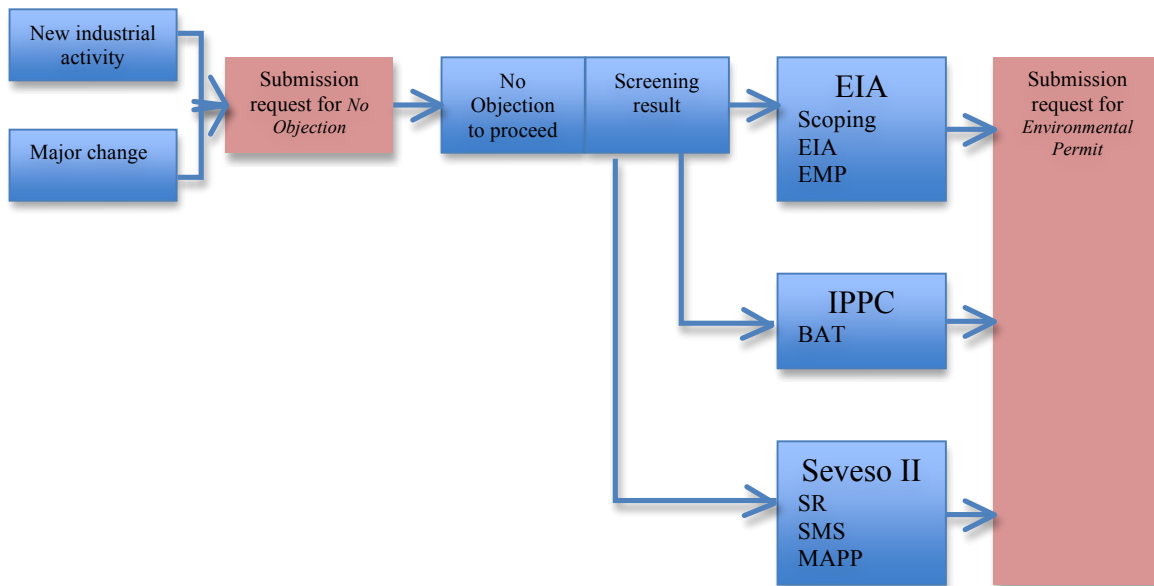 New industrial
activity
Major change
Submission
request for No
Objection
No
Objection
to proceed
Screening
result
EIA
Scoping
EIA
EMP
IPPC
BAT
Seveso II
SR
SMS
MAPP
Submission
request for
Environmental
Permit